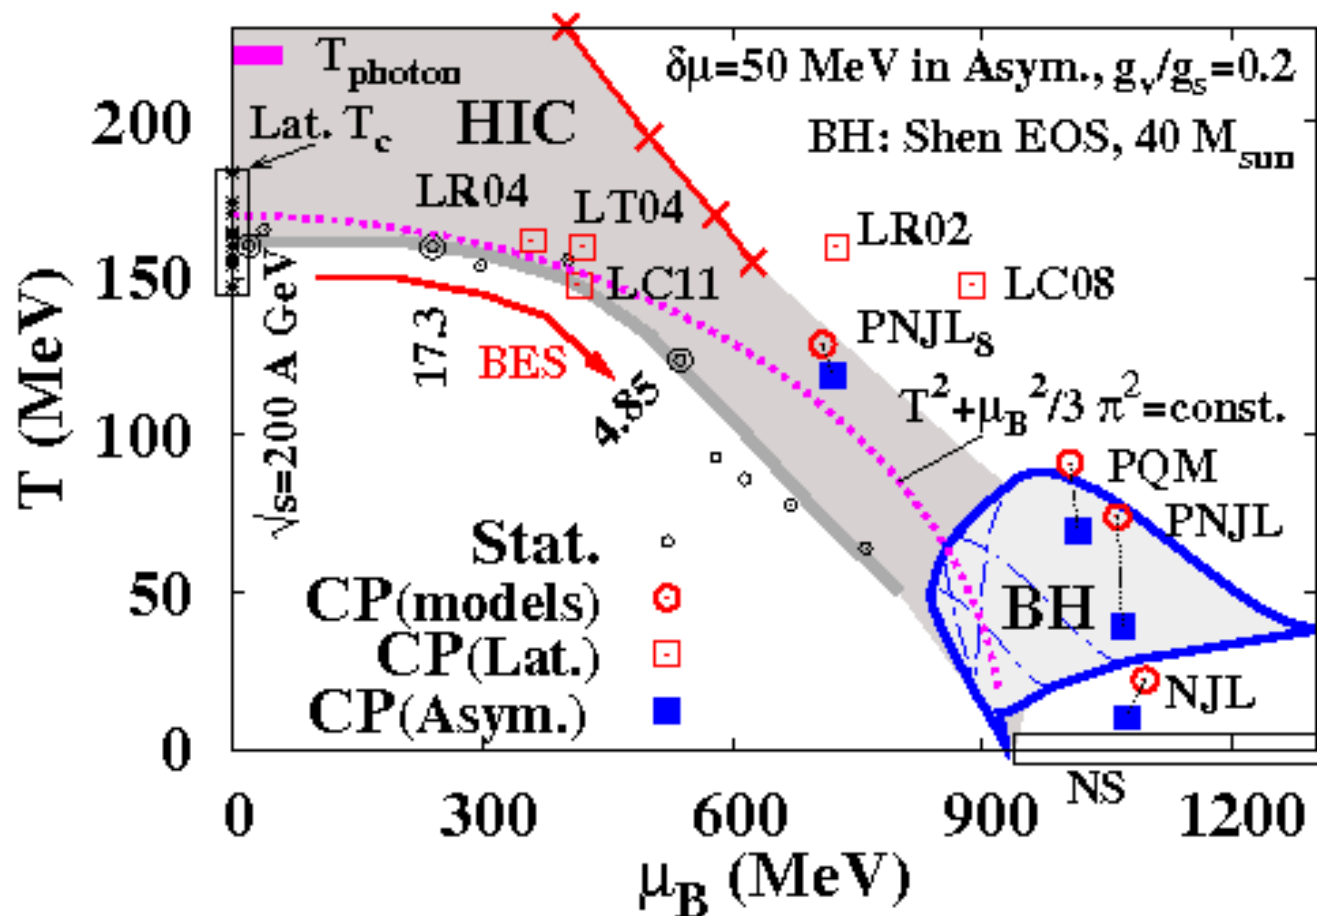 T_photon
δμ=50 MeV in Asym., g_v/g_s=0.2
Lat. T_c
HIC
BH: Shen EOS, 40 M_sun
LR04
LT04
LR02
LC11
LC08
√s=200 A GeV
17.3
BES
4.85
PNJL_8
T²+μ_B²/3 π²=const.
PQM
PNJL
BH
NJL
NS
Stat.
CP(models)
CP(Lat.)
CP(Asym.)
T (MeV)
200
150
100
50
0
0 300 600 900 1200
μ_B (MeV)